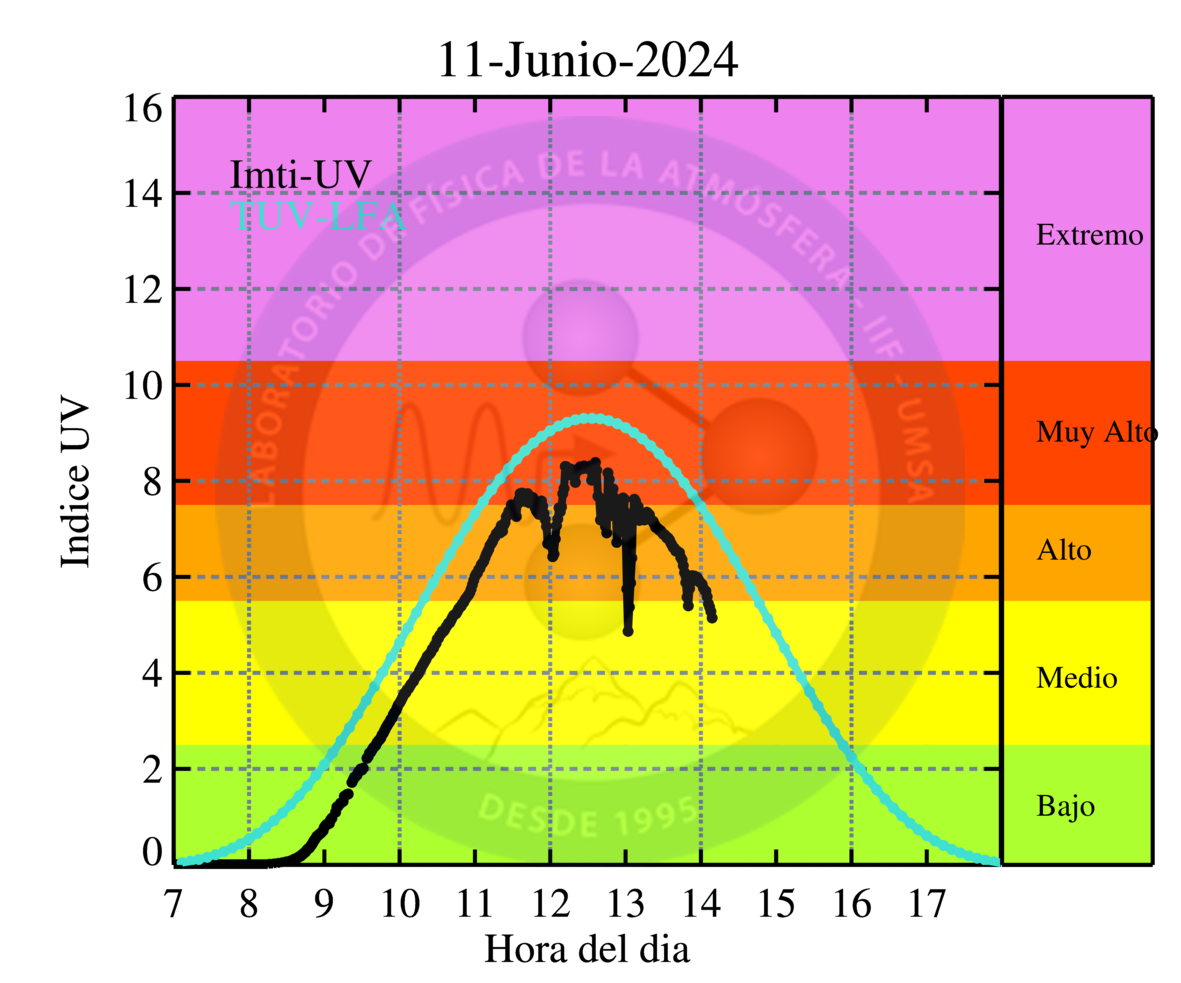 11-Junio-2024
Imti-UV
TUV-LFA
LABORATORIO DE FÍSICA DE LA ATMÓSFERA - IIF - UMSA
DESDE 1995
Extremo
Muy Alto
Alto
Medio
Bajo
16
14
12
10
8
6
4
2
0
Indice UV
7 8 9 10 11 12 13 14 15 16 17
Hora del dia